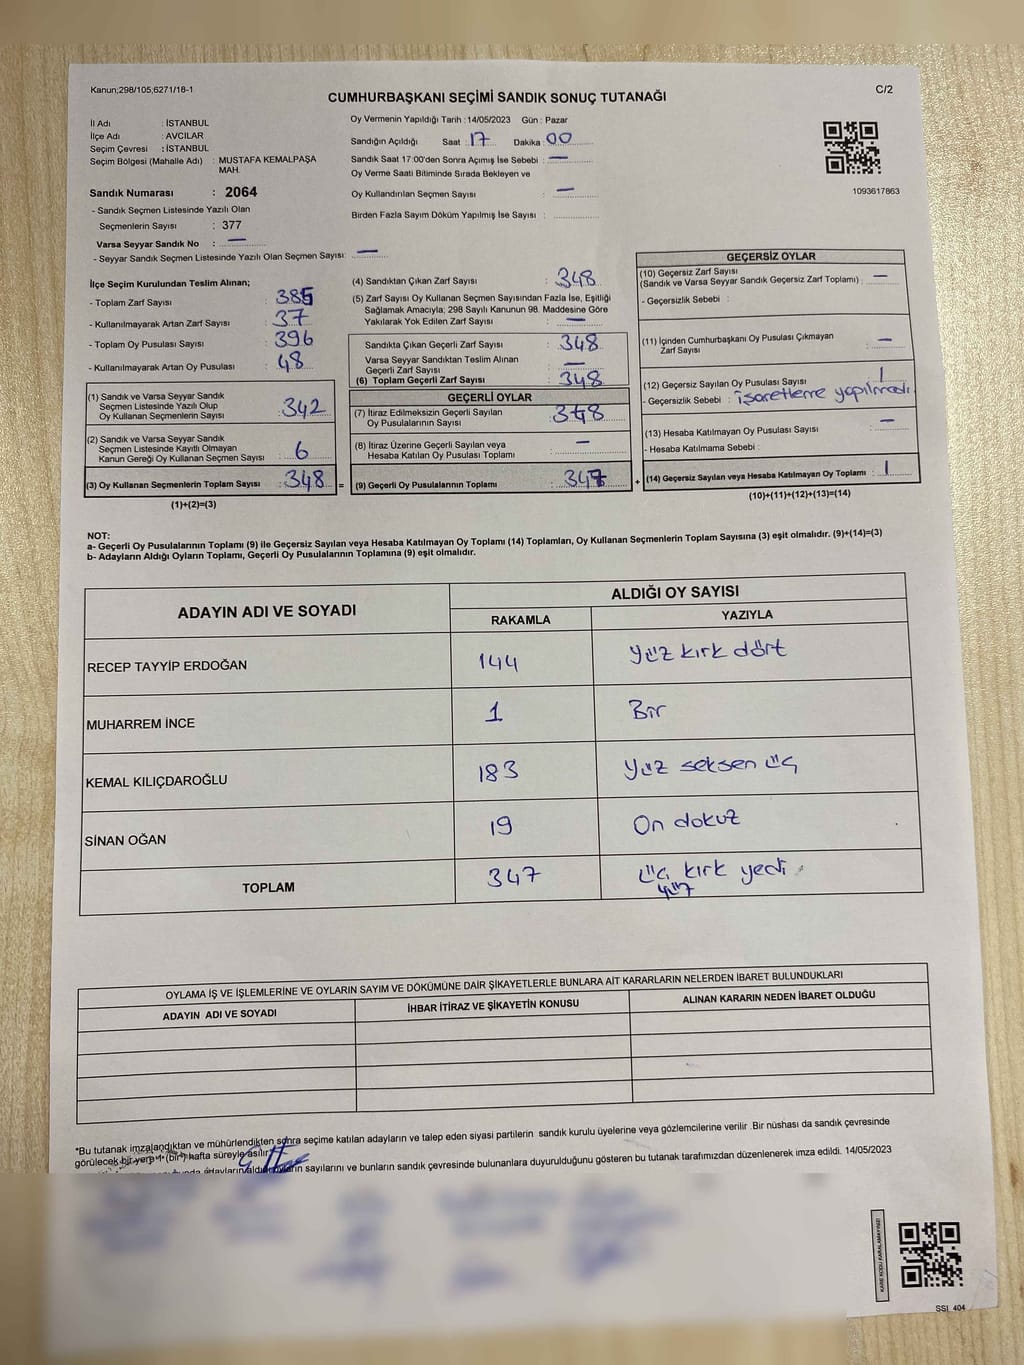 Kanun;298/105;6271/18-1
C/2
CUMHURBAŞKANI SEÇİMİ SANDIK SONUÇ TUTANAĞI
İl Adı : İSTANBUL
İlçe Adı : AVCILAR
Seçim Çevresi : İSTANBUL
Seçim Bölgesi (Mahalle Adı) : MUSTAFA KEMALPAŞA
MAH.
Sandık Numarası : 2064
- Sandık Seçmen Listesinde Yazılı Olan
Seçmenlerin Sayısı : 377
Varsa Seyyar Sandık No : —
- Seyyar Sandık Seçmen Listesinde Yazılı Olan Seçmen Sayısı: —
Oy Vermenin Yapıldığı Tarih :14/05/2023 Gün : Pazar
Sandığın Açıldığı Saat : 17 Dakika : 00
Sandık Saat 17:00'den Sonra Açımış İse Sebebi : —
Oy Verme Saati Bitiminde Sırada Bekleyen ve
Oy Kullandırılan Seçmen Sayısı : —
Birden Fazla Sayım Döküm Yapılmış İse Sayısı :
1093617863
İlçe Seçim Kurulundan Teslim Alınan;
- Toplam Zarf Sayısı : 385
- Kullanılmayarak Artan Zarf Sayısı : 37
- Toplam Oy Pusulası Sayısı : 396
- Kullanılmayarak Artan Oy Pusulası : 48
(1) Sandık ve Varsa Seyyar Sandık
Seçmen Listesinde Yazılı Olup
Oy Kullanan Seçmenlerin Sayısı : 342
(2) Sandık ve Varsa Seyyar Sandık
Seçmen Listesinde Kayıtlı Olmayan
Kanun Gereği Oy Kullanan Seçmen Sayısı : 6
(3) Oy Kullanan Seçmenlerin Toplam Sayısı : 348 =
(1)+(2)=(3)
(4) Sandıktan Çıkan Zarf Sayısı : 348
(5) Zarf Sayısı Oy Kullanan Seçmen Sayısından Fazla İse, Eşitliği
Sağlamak Amacıyla; 298 Sayılı Kanunun 98. Maddesine Göre
Yakılarak Yok Edilen Zarf Sayısı : —
Sandıkta Çıkan Geçerli Zarf Sayısı : 348
Varsa Seyyar Sandıktan Teslim Alınan
Geçerli Zarf Sayısı : —
(6) Toplam Geçerli Zarf Sayısı : 348
GEÇERLİ OYLAR
(7) İtiraz Edilmeksizin Geçerli Sayılan
Oy Pusulalarının Sayısı : 348
(8) İtiraz Üzerine Geçerli Sayılan veya
Hesaba Katılan Oy Pusulası Toplamı : —
(9) Geçerli Oy Pusulalarının Toplamı : 347 +
GEÇERSİZ OYLAR
(10) Geçersiz Zarf Sayısı
(Sandık ve Varsa Seyyar Sandık Geçersiz Zarf Toplamı) : —
- Geçersizlik Sebebi :
(11) İçinden Cumhurbaşkanı Oy Pusulası Çıkmayan
Zarf Sayısı : —
(12) Geçersiz Sayılan Oy Pusulası Sayısı : 1
- Geçersizlik Sebebi : işaretleme yapılmadı
(13) Hesaba Katılmayan Oy Pusulası Sayısı : —
- Hesaba Katılmama Sebebi :
(14) Geçersiz Sayılan veya Hesaba Katılmayan Oy Toplamı : 1
(10)+(11)+(12)+(13)=(14)
NOT:
a- Geçerli Oy Pusulalarının Toplamı (9) ile Geçersiz Sayılan veya Hesaba Katılmayan Oy Toplamı (14) Toplamları, Oy Kullanan Seçmenlerin Toplam Sayısına (3) eşit olmalıdır. (9)+(14)=(3)
b- Adayların Aldığı Oyların Toplamı, Geçerli Oy Pusulalarının Toplamına (9) eşit olmalıdır.
ADAYIN ADI VE SOYADI
ALDIĞI OY SAYISI
RAKAMLA YAZIYLA
RECEP TAYYİP ERDOĞAN 144 yüz kırk dört
MUHARREM İNCE 1 Bir
KEMAL KILIÇDAROĞLU 183 yüz seksen üç
SİNAN OĞAN 19 On dokuz
TOPLAM 347 üç kırk yedi
yüz
OYLAMA İŞ VE İŞLEMLERİNE VE OYLARIN SAYIM VE DÖKÜMÜNE DAİR ŞİKAYETLERLE BUNLARA AİT KARARLARIN NELERDEN İBARET BULUNDUKLARI
ADAYIN ADI VE SOYADI İHBAR İTİRAZ VE ŞİKAYETİN KONUSU ALINAN KARARIN NEDEN İBARET OLDUĞU
*Bu tutanak imzalandıktan ve mühürlendikten sonra seçime katılan adayların ve talep eden siyasi partilerin sandık kurulu üyelerine veya gözlemcilerine verilir .Bir nüshası da sandık çevresinde
görülecek bir yere 1 (bir) hafta süreyle asılır.
sayılarını ve bunların sandık çevresinde bulunanlara duyurulduğunu gösteren bu tutanak tarafımızdan düzenlenerek imza edildi. 14/05/2023
KARE KODU KARALAMAYINIZ!
SSI_404